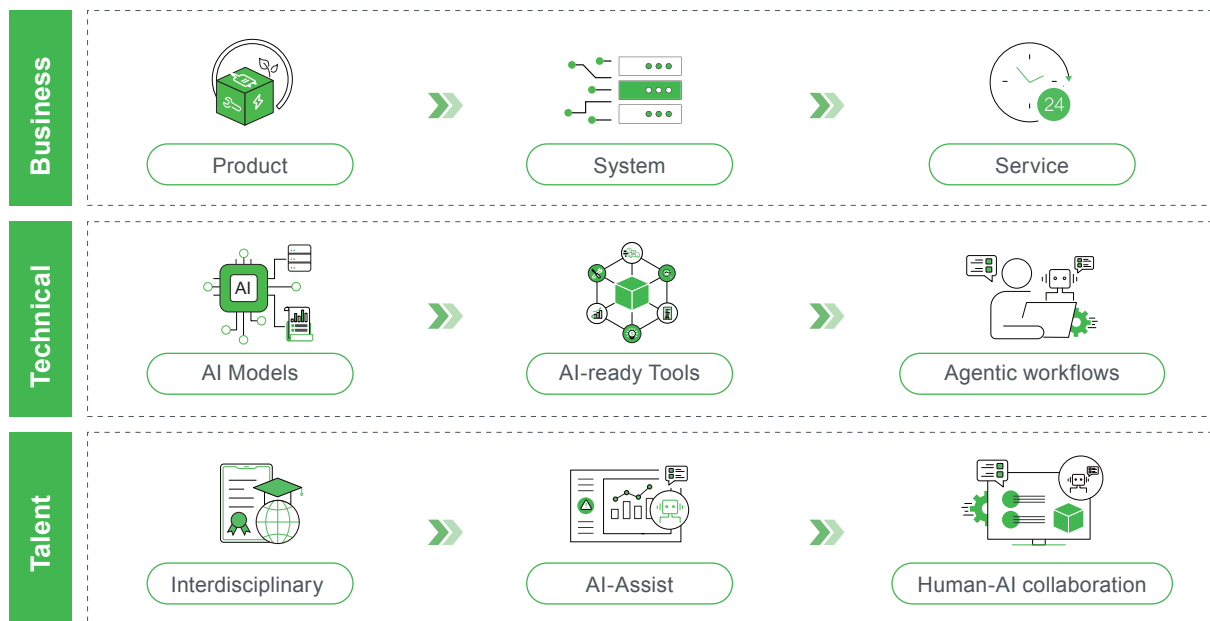 Business
Product
System
24
Service
Technical
AI
AI Models
AI-ready Tools
Agentic workflows
Talent
Interdisciplinary
AI-Assist
Human-AI collaboration